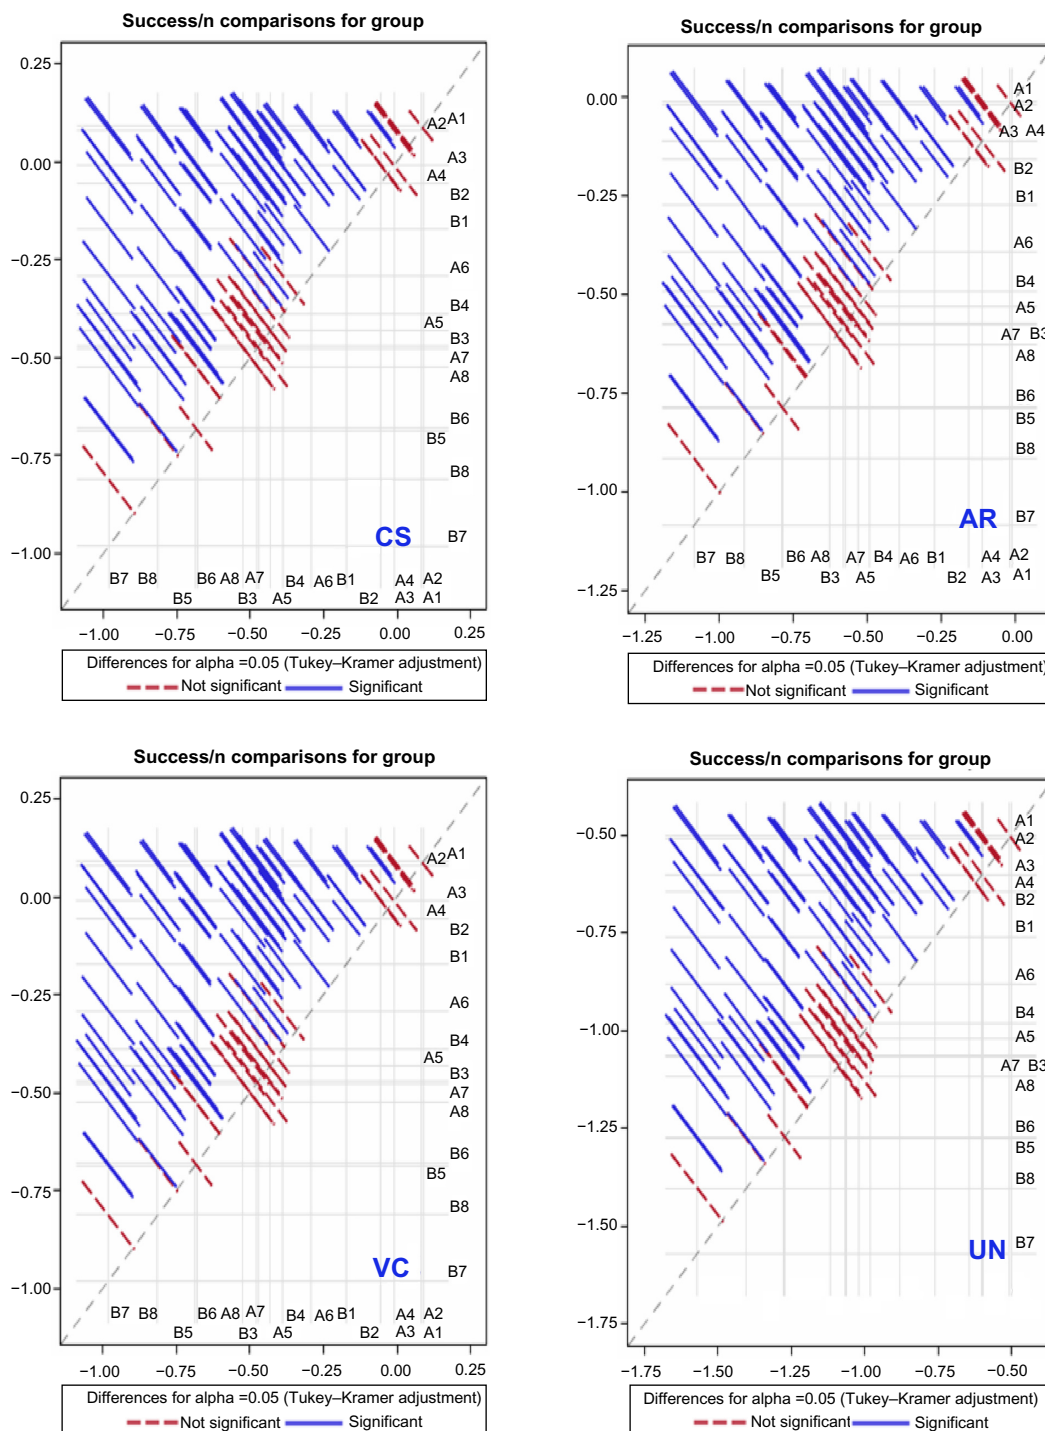 Success/n comparisons for group
0.25
0.00
−0.25
−0.50
−0.75
−1.00
A2 A1
A3
A4
B2
B1
A6
B4
A5
B3
A7
A8
B6
B5
B8
B7
CS
B7 B8 B6 A8 A7 B4 A6 B1 A4 A2
B5 B3 A5 B2 A3 A1
−1.00 −0.75 −0.50 −0.25 0.00 0.25
Differences for alpha =0.05 (Tukey–Kramer adjustment)
Not significant Significant
Success/n comparisons for group
0.00
−0.25
−0.50
−0.75
−1.00
−1.25
A1
A2
A3 A4
B2
B1
A6
B4
A5
A7 B3
A8
B6
B5
B8
B7
AR
B7 B8 B6 A8 A7 B4 A6 B1 A4 A2
B5 B3 A5 B2 A3 A1
−1.25 −1.00 −0.75 −0.50 −0.25 0.00
Differences for alpha =0.05 (Tukey–Kramer adjustment)
Not significant Significant
Success/n comparisons for group
0.25
0.00
−0.25
−0.50
−0.75
−1.00
A2 A1
A3
A4
B2
B1
A6
B4
A5
B3
A7
A8
B6
B5
B8
B7
VC
B7 B8 B6 A8 A7 B4 A6 B1 A4 A2
B5 B3 A5 B2 A3 A1
−1.00 −0.75 −0.50 −0.25 0.00 0.25
Differences for alpha =0.05 (Tukey–Kramer adjustment)
Not significant Significant
Success/n comparisons for group
−0.50
−0.75
−1.00
−1.25
−1.50
−1.75
A1
A2
A3
A4
B2
B1
A6
B4
A5
A7 B3
A8
B6
B5
B8
B7
UN
−1.75 −1.50 −1.25 −1.00 −0.75 −0.50
Differences for alpha =0.05 (Tukey–Kramer adjustment)
Not significant Significant